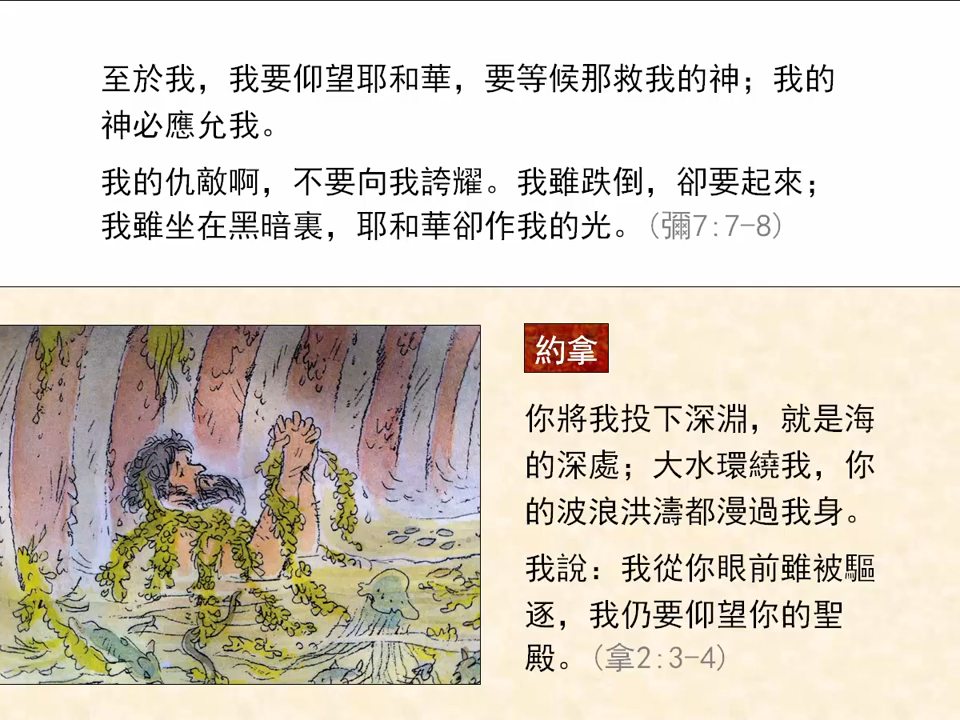 至於我，我要仰望耶和華，要等候那救我的神；我的
神必應允我。
我的仇敵啊，不要向我誇耀。我雖跌倒，卻要起來；
我雖坐在黑暗裏，耶和華卻作我的光。(彌7:7-8)
約拿
你將我投下深淵，就是海
的深處；大水環繞我，你
的波浪洪濤都漫過我身。
我說：我從你眼前雖被驅
逐，我仍要仰望你的聖
殿。(拿2:3-4)